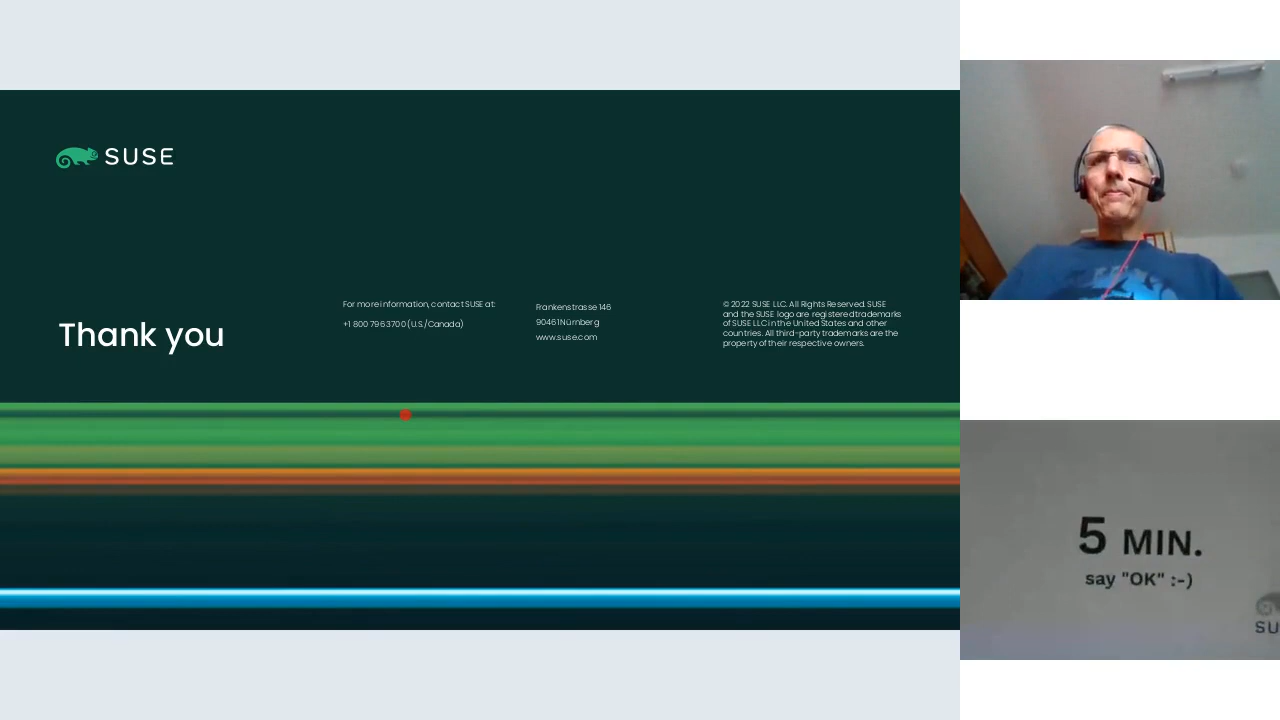 SUSE
Thank you
For more information, contact SUSE at:
+1 800 796 3700 (U.S./Canada)
Frankenstrasse 146
90461 Nürnberg
www.suse.com
© 2022 SUSE LLC. All Rights Reserved. SUSE
and the SUSE logo are registered trademarks
of SUSE LLC in the United States and other
countries. All third-party trademarks are the
property of their respective owners.
5 MIN.
say "OK" :-)
SU